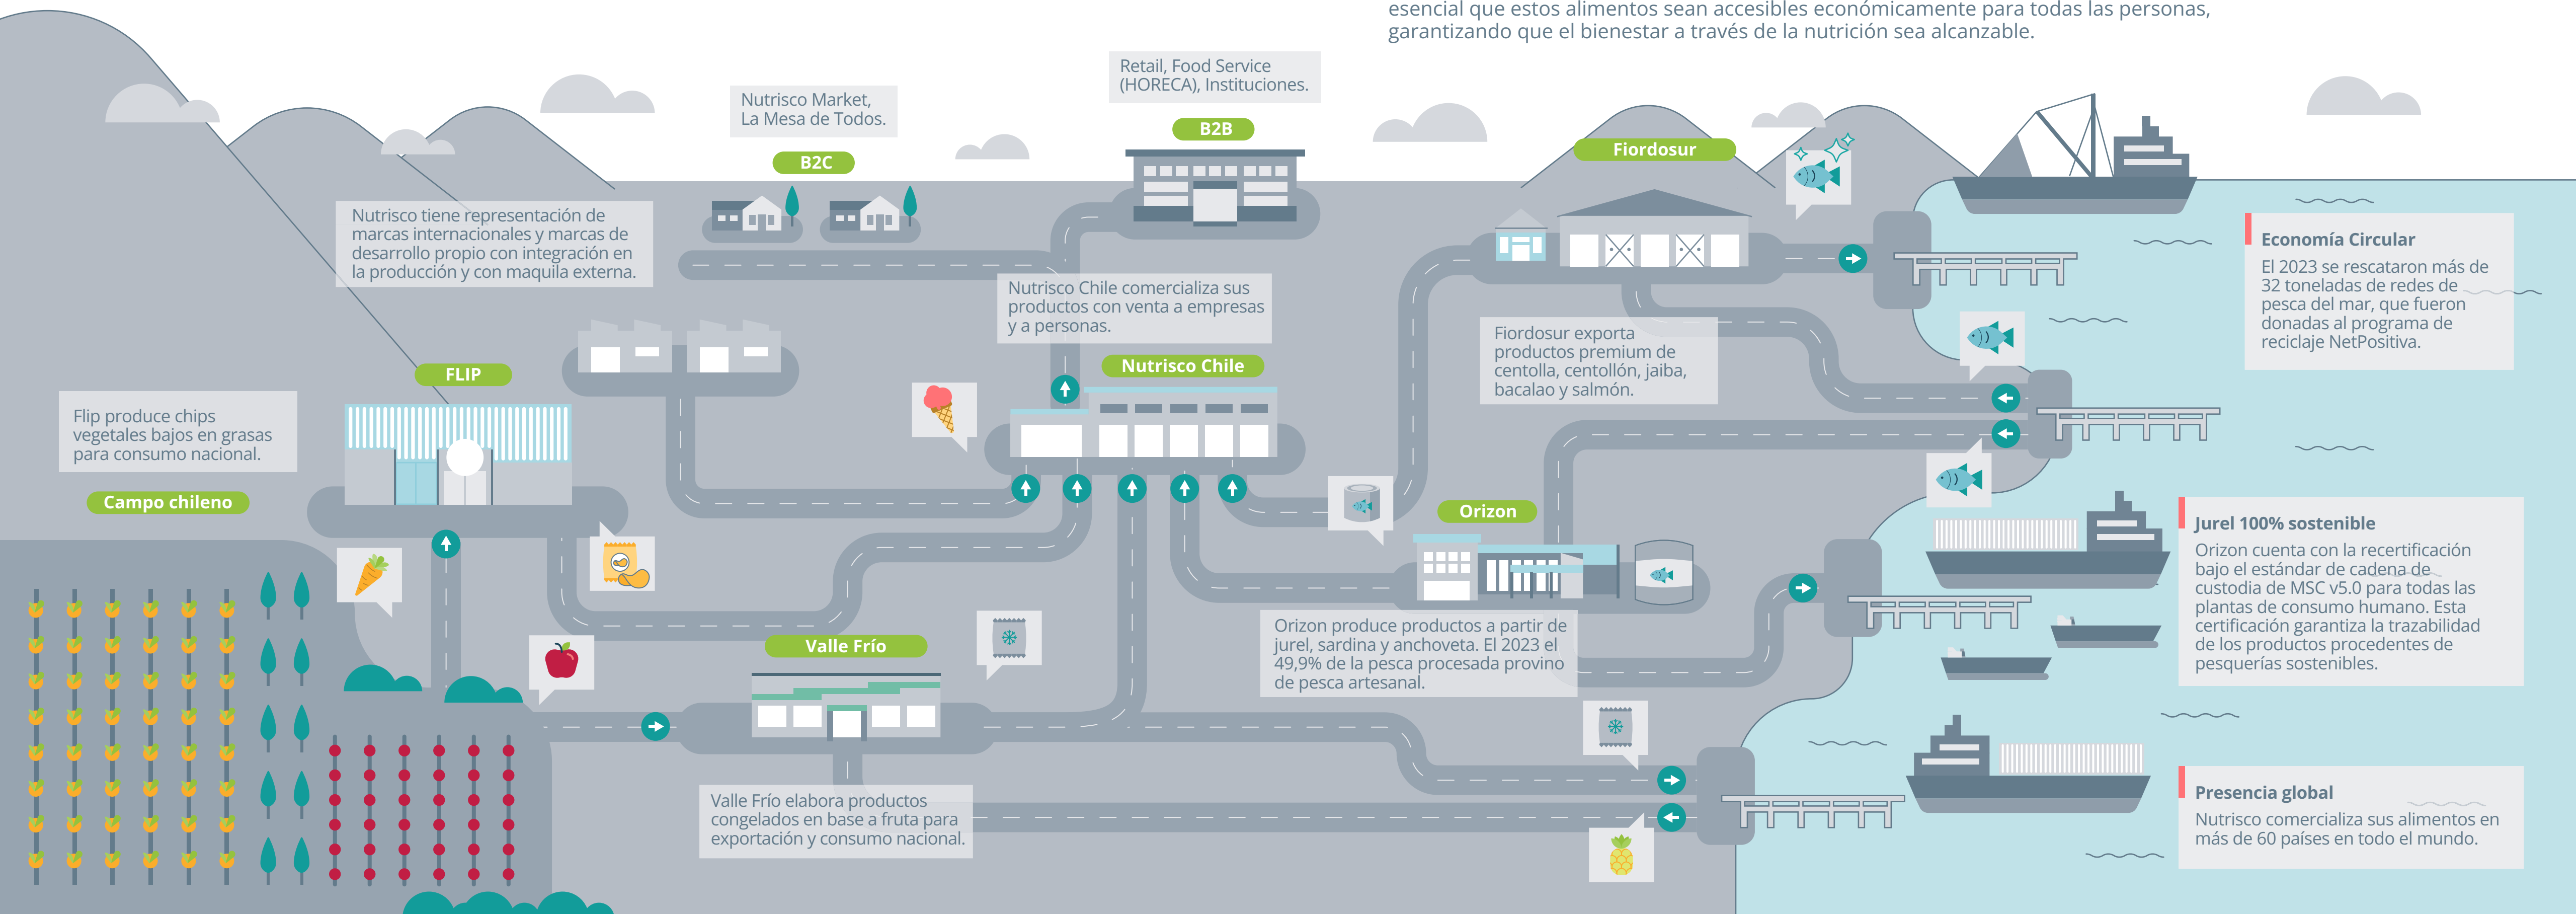 esencial que estos alimentos sean accesibles económicamente para todas las personas,
garantizando que el bienestar a través de la nutrición sea alcanzable.
Retail, Food Service
(HORECA), Instituciones.
B2B
Nutrisco Market,
La Mesa de Todos.
B2C
Fiordosur
Nutrisco tiene representación de
marcas internacionales y marcas de
desarrollo propio con integración en
la producción y con maquila externa.
Economía Circular
El 2023 se rescataron más de
32 toneladas de redes de
pesca del mar, que fueron
donadas al programa de
reciclaje NetPositiva.
Nutrisco Chile comercializa sus
productos con venta a empresas
y a personas.
Nutrisco Chile
Fiordosur exporta
productos premium de
centolla, centollón, jaiba,
bacalao y salmón.
FLIP
Flip produce chips
vegetales bajos en grasas
para consumo nacional.
Campo chileno
Orizon
Jurel 100% sostenible
Orizon cuenta con la recertificación
bajo el estándar de cadena de
custodia de MSC v5.0 para todas las
plantas de consumo humano. Esta
certificación garantiza la trazabilidad
de los productos procedentes de
pesquerías sostenibles.
Orizon produce productos a partir de
jurel, sardina y anchoveta. El 2023 el
49,9% de la pesca procesada provino
de pesca artesanal.
Valle Frío
Valle Frío elabora productos
congelados en base a fruta para
exportación y consumo nacional.
Presencia global
Nutrisco comercializa sus alimentos en
más de 60 países en todo el mundo.